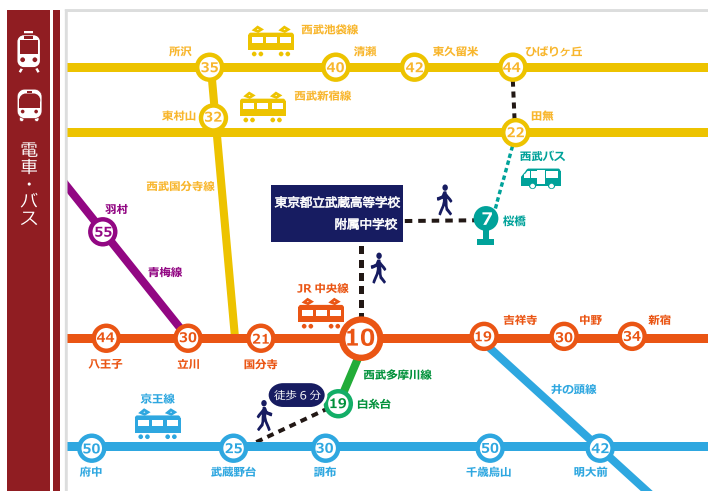 電車・バス
西武池袋線
所沢
清瀬
東久留米
ひばりヶ丘
35
40
42
44
西武新宿線
東村山
32
田無
22
西武国分寺線
西武バス
羽村
55
東京都立武蔵高等学校
附属中学校
7
桜橋
青梅線
JR中央線
吉祥寺
中野
新宿
44
30
21
10
19
30
34
八王子
立川
国分寺
西武多摩川線
井の頭線
京王線
徒歩6分
19
白糸台
50
25
30
50
42
府中
武蔵野台
調布
千歳烏山
明大前